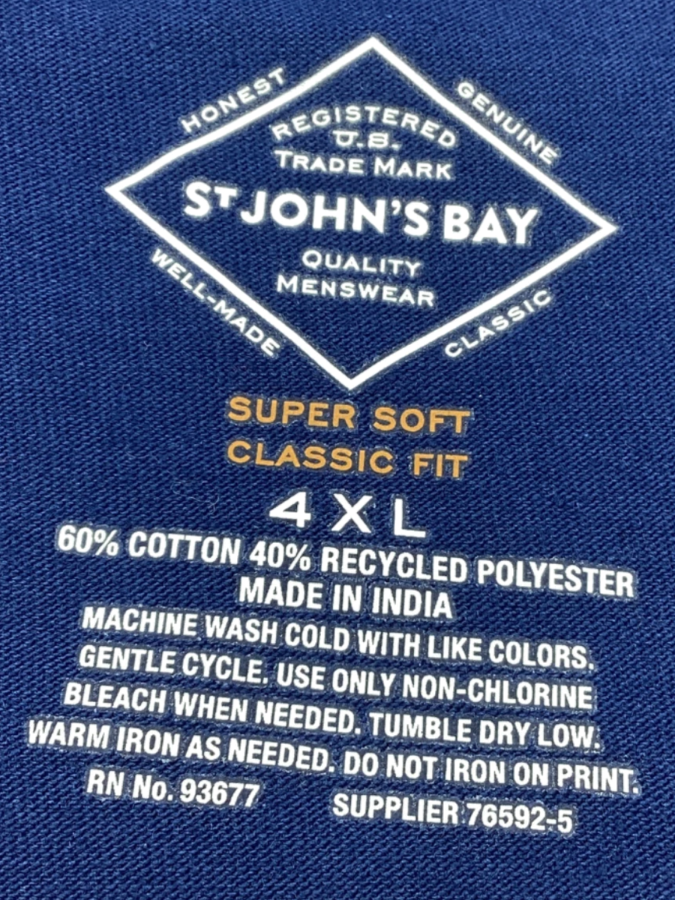 HONEST
GENUINE
REGISTERED
U.S.
TRADE MARK
ST JOHN'S BAY
QUALITY
MENSWEAR
WELL-MADE
CLASSIC
SUPER SOFT
CLASSIC FIT
4XL
60% COTTON 40% RECYCLED POLYESTER
MADE IN INDIA
MACHINE WASH COLD WITH LIKE COLORS.
GENTLE CYCLE. USE ONLY NON-CHLORINE
BLEACH WHEN NEEDED. TUMBLE DRY LOW.
WARM IRON AS NEEDED. DO NOT IRON ON PRINT.
RN No. 93677 SUPPLIER 76592-5